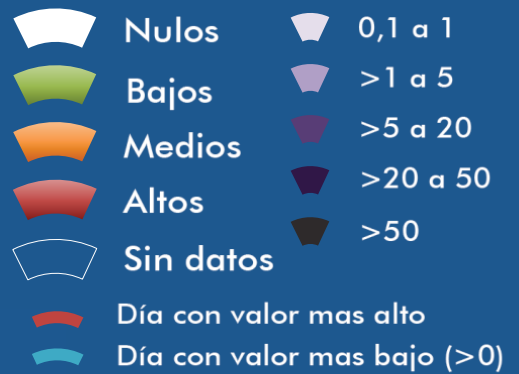 Nulos
Bajos
Medios
Altos
Sin datos
0,1 a 1
>1 a 5
>5 a 20
>20 a 50
>50
Día con valor mas alto
Día con valor mas bajo (>0)